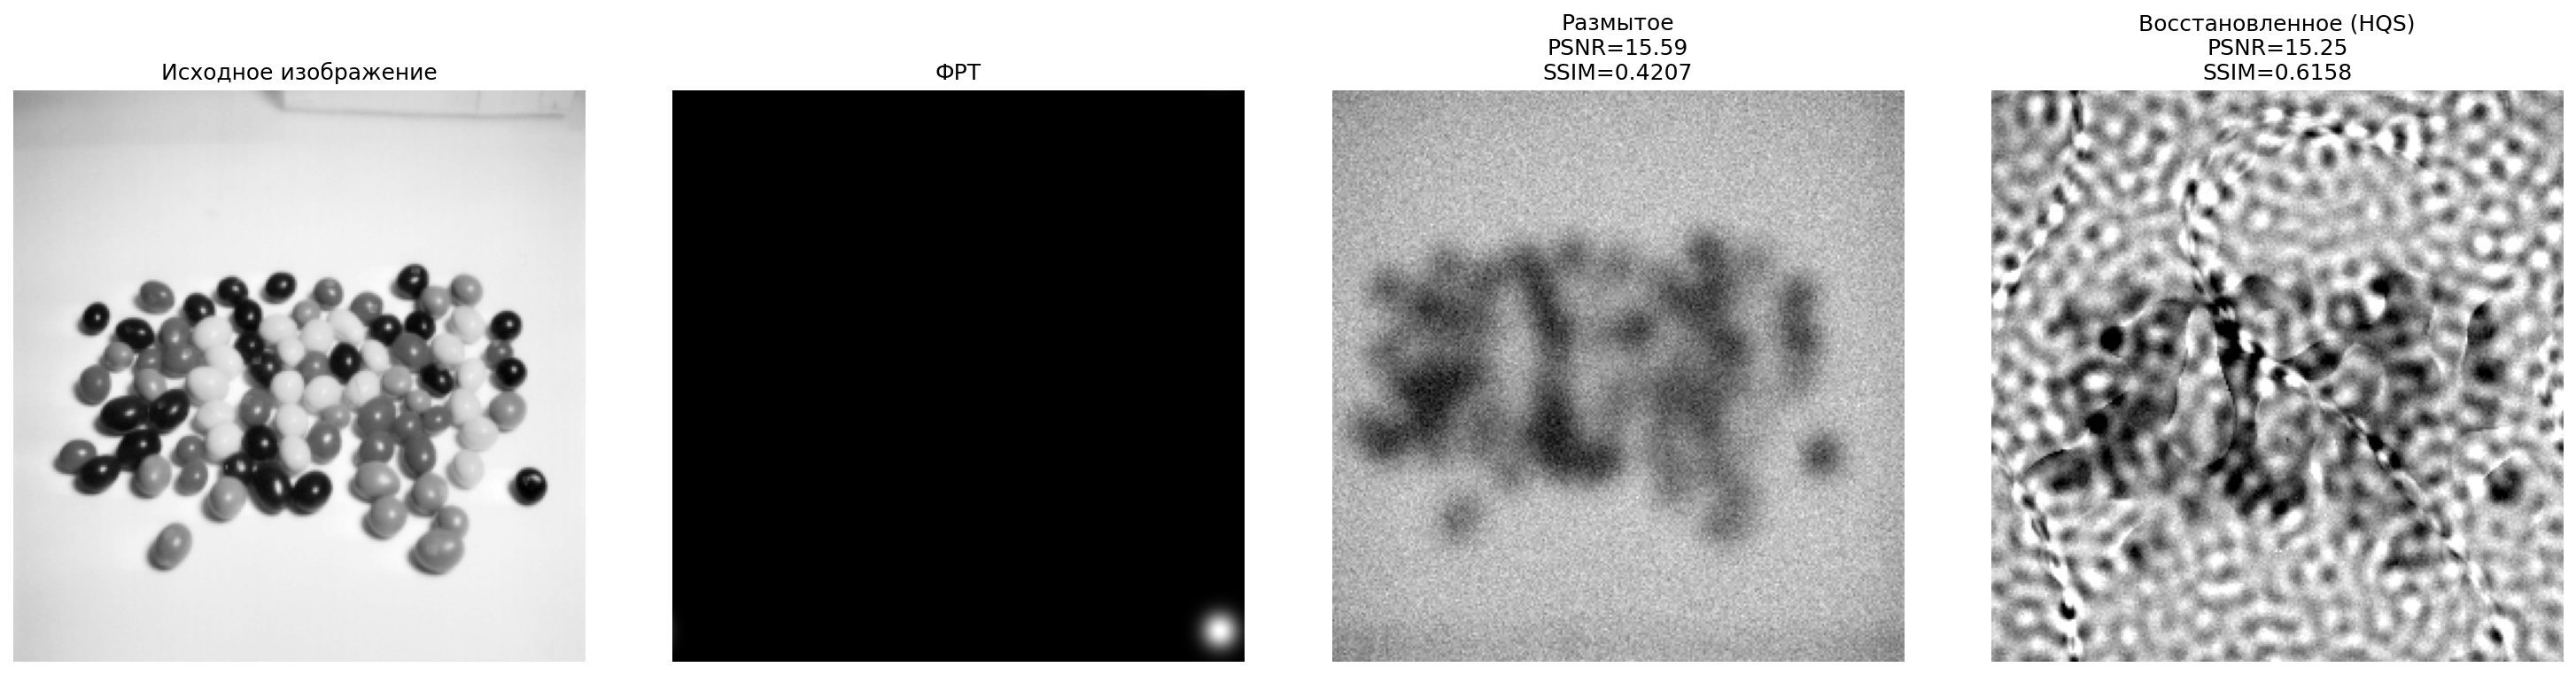 Исходное изображение
ФРТ
Размытое
PSNR=15.59
SSIM=0.4207
Восстановленное (HQS)
PSNR=15.25
SSIM=0.6158